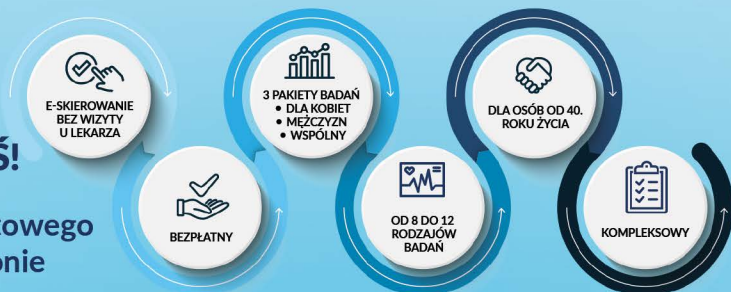 E-SKIEROWANIE
BEZ WIZYTY
U LEKARZA
BEZPŁATNY
3 PAKIETY BADAŃ
• DLA KOBIET
• MĘŻCZYZN
• WSPÓLNY
OD 8 DO 12
RODZAJÓW
BADAŃ
DLA OSÓB OD 40.
ROKU ŻYCIA
KOMPLEKSOWY